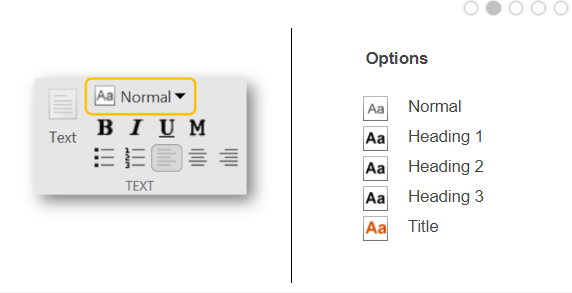 Aa Normal
Text
B I U M
TEXT
Options
Aa Normal
Aa Heading 1
Aa Heading 2
Aa Heading 3
Aa Title